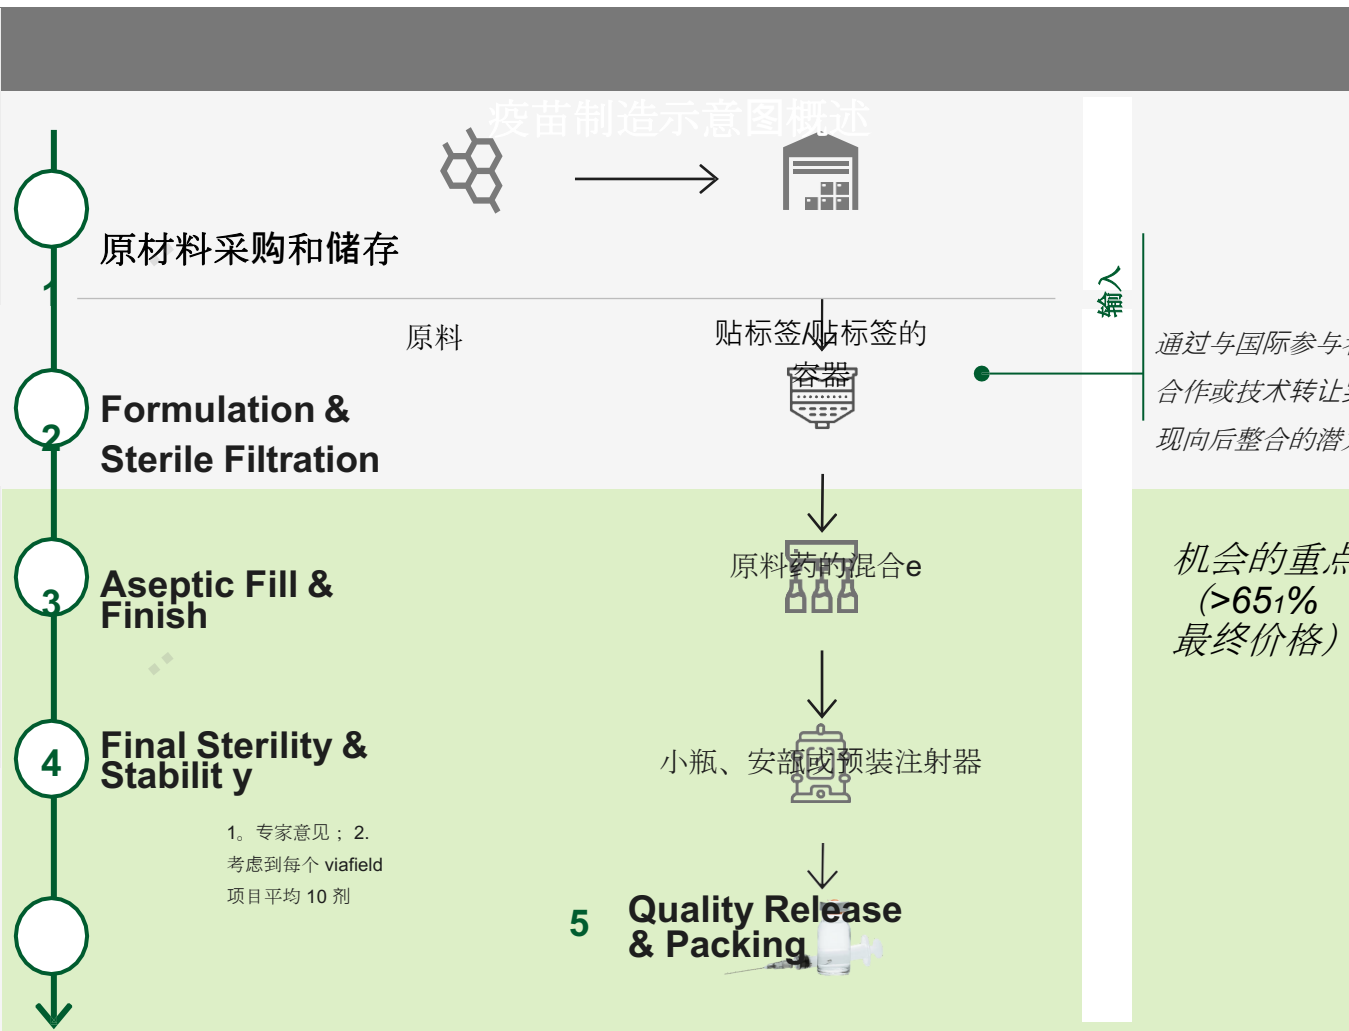 疫苗制造示意图概述
1
原材料采购和储存
原料
贴标签/贴标签的
容器
输入
通过与国际参与
合作或技术转让
现向后整合的潜
2
Formulation &
Sterile Filtration
原料药的混合e
3
Aseptic Fill &
Finish
机会的重点
（>651%
最终价格）
4
Final Sterility &
Stabilit y
小瓶、安瓿或预装注射器
1。专家意见； 2.
考虑到每个 viafield
项目平均 10 剂
5
Quality Release
& Packing